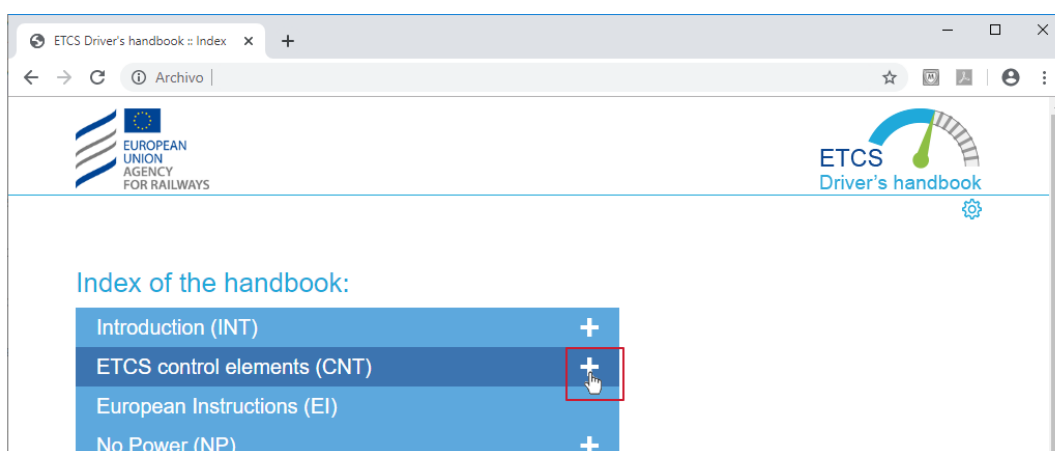 ETCS Driver's handbook :: Index
Archivo
EUROPEAN
UNION
AGENCY
FOR RAILWAYS
ETCS
Driver's handbook
Index of the handbook:
Introduction (INT)
ETCS control elements (CNT)
European Instructions (EI)
No Power (NP)